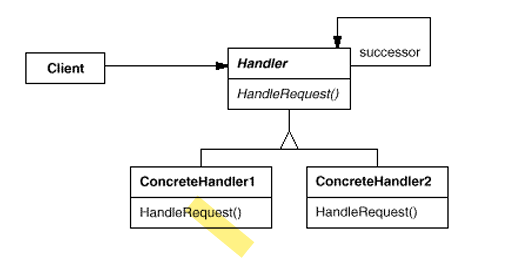 Client
Handler
HandleRequest()
successor
ConcreteHandler1
HandleRequest()
ConcreteHandler2
HandleRequest()